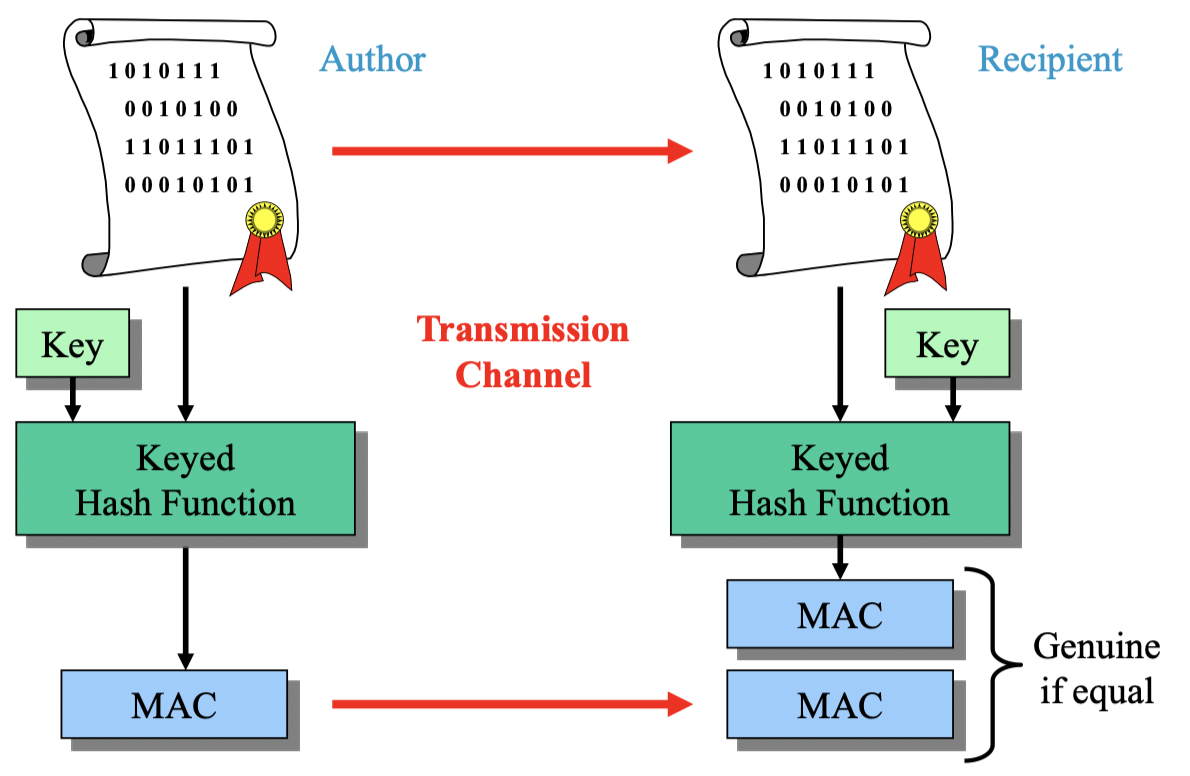 Author
1010111
0010100
11011101
00010101
Recipient
1010111
0010100
11011101
00010101
Transmission
Channel
Key
Keyed
Hash Function
MAC
Key
Keyed
Hash Function
MAC
MAC
Genuine
if equal